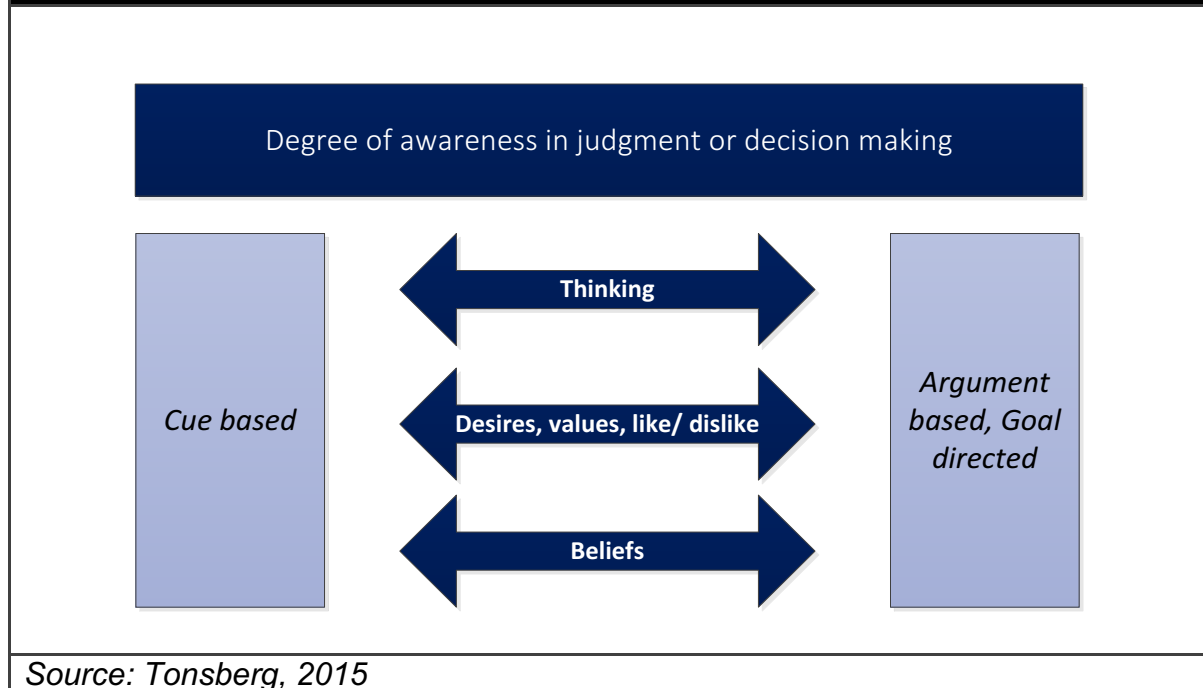 Degree of awareness in judgment or decision making
Cue based
Thinking
Desires, values, like/ dislike
Beliefs
Argument
based, Goal
directed
Source: Tonsberg, 2015